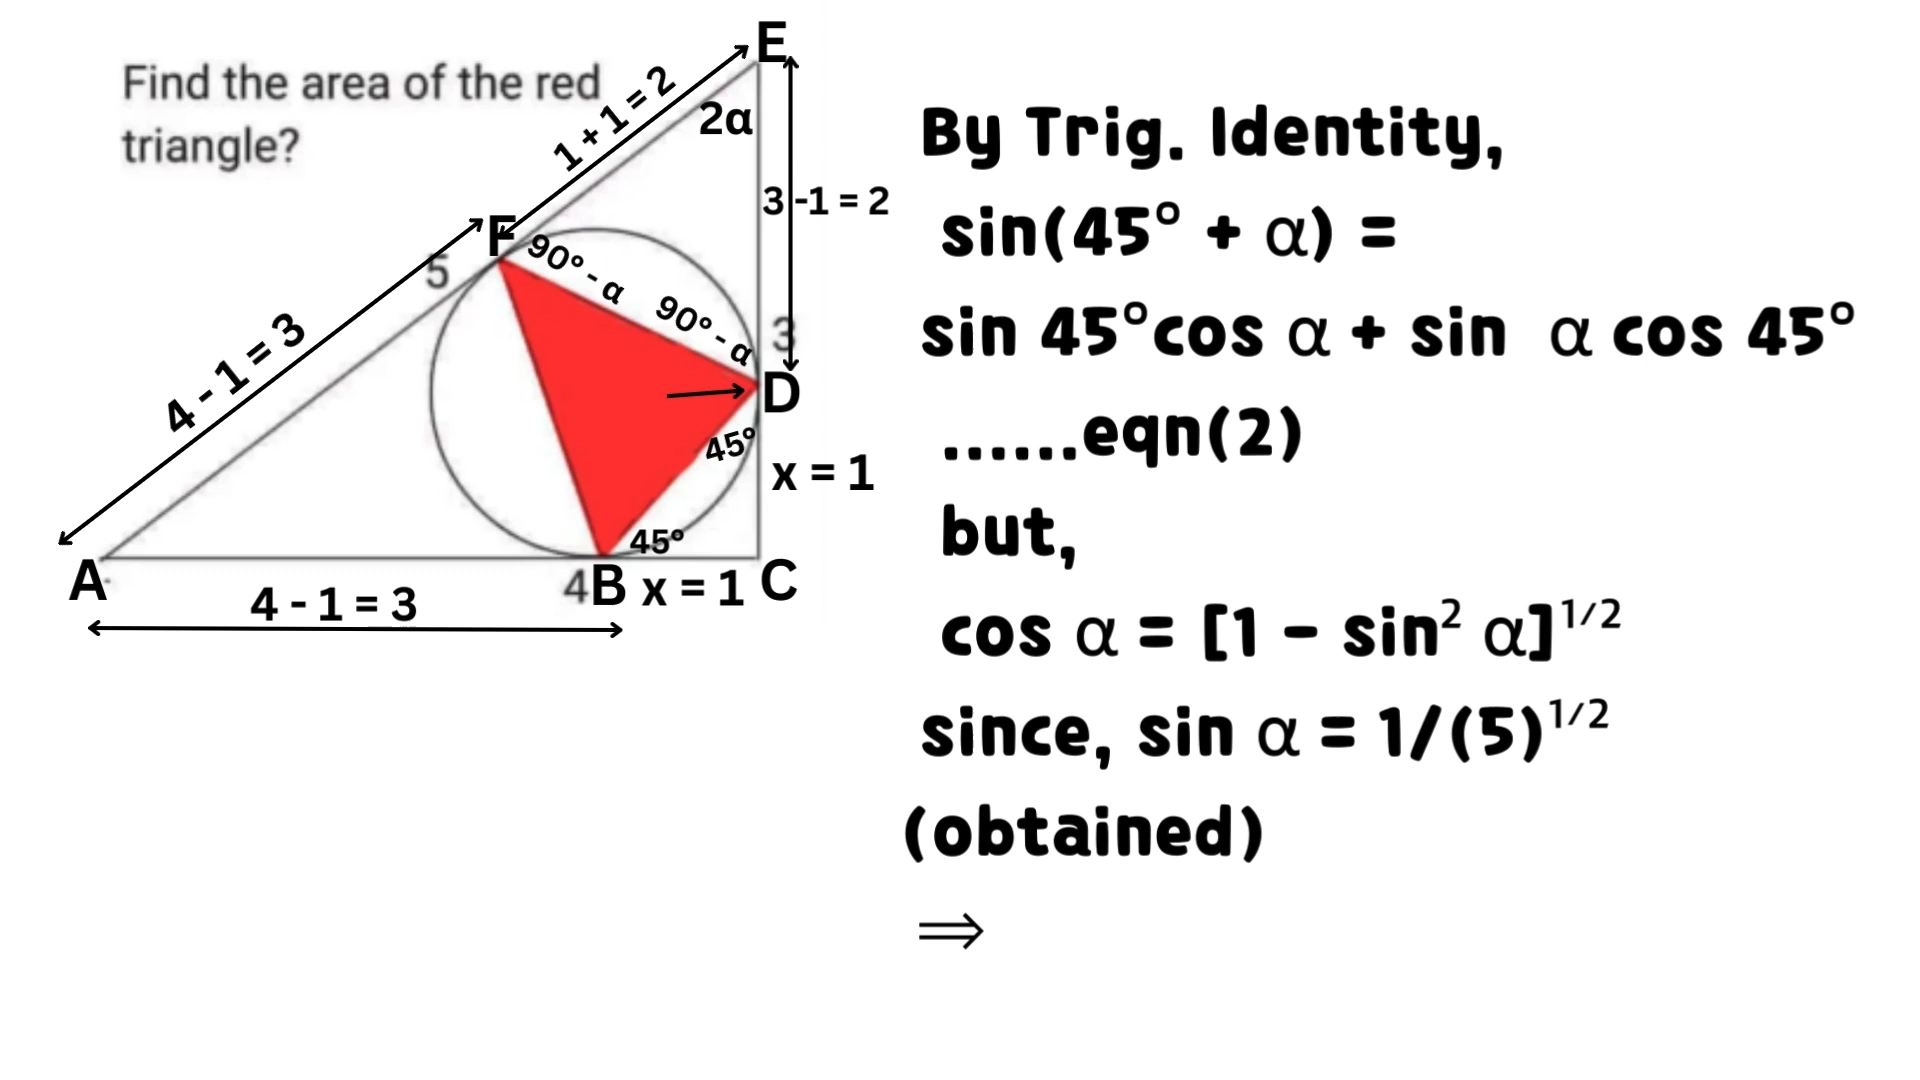 Find the area of the red
triangle?
E
1 + 1 = 2
2α
3 -1 = 2
F
90° - α
90° - α
5
4 - 1 = 3
3
D
45°
x = 1
45°
A
4 - 1 = 3
4
B
x = 1
C
By Trig. Identity,
sin(45° + α) =
sin 45°cos α + sin α cos 45°
......eqn(2)
but,
cos α = [1 - sin² α]¹/²
since, sin α = 1/(5)¹/²
(obtained)
⇒